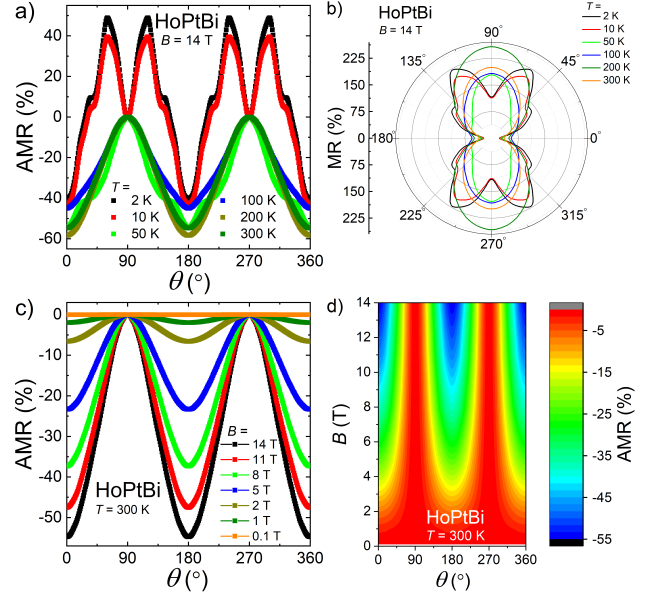 a)
HoPtBi
B = 14 T
40
20
0
-20
-40
-60
AMR (%)
T =
2 K
10 K
50 K
100 K
200 K
300 K
0 90 180 270 360
θ (°)
b)
HoPtBi
B = 14 T
T =
2 K
10 K
50 K
100 K
200 K
300 K
90°
135°
45°
180°
0°
225°
315°
270°
225
150
75
0
75
150
225
MR (%)
c)
0
-10
-20
-30
-40
-50
AMR (%)
HoPtBi
T = 300 K
B =
14 T
11 T
8 T
5 T
2 T
1 T
0.1 T
0 90 180 270 360
θ (°)
d)
14
12
10
8
6
4
2
0
B (T)
HoPtBi
T = 300 K
0 90 180 270 360
θ (°)
-5
-15
-25
-35
-45
-55
AMR (%)